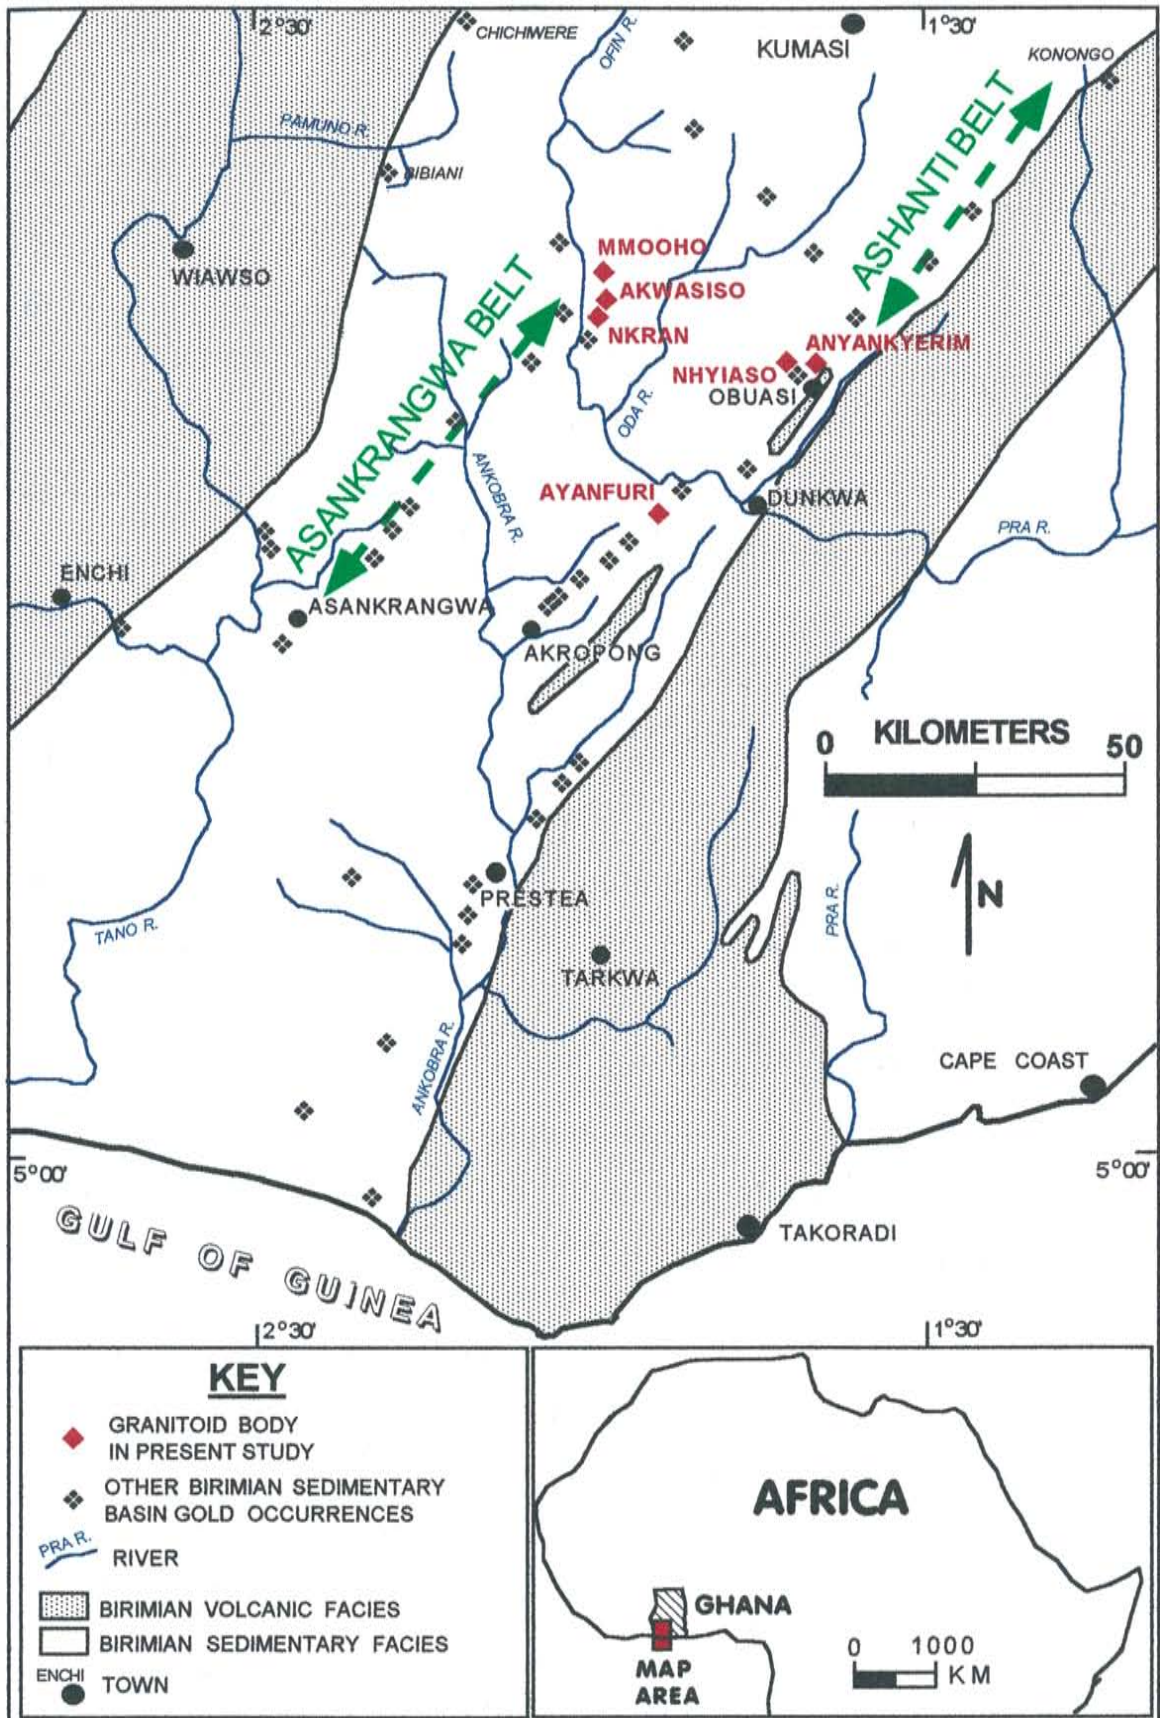 2°30'
1°30'
CHICHWERE
OFIN R.
KUMASI
KONONGO
PAMUNO R.
BIBIANI
ASHANTI BELT
WIAWSO
MMOOHO
AKWASISO
NKRAN
ANYANKYERIM
NHYIASO
OBUASI
ASANKRANGWA BELT
ODA R.
ANKOBRA R.
AYANFURI
DUNKWA
PRA R.
ENCHI
ASANKRANGWA
AKROPONG
KILOMETERS
0 50
N
PRESTEA
PRA R.
TANO R.
TARKWA
ANKOBRA R.
CAPE COAST
5°00'
5°00'
TAKORADI
GULF OF GUINEA
2°30'
1°30'
KEY
GRANITOID BODY
IN PRESENT STUDY
OTHER BIRIMIAN SEDIMENTARY
BASIN GOLD OCCURRENCES
PRA R.
RIVER
BIRIMIAN VOLCANIC FACIES
BIRIMIAN SEDIMENTARY FACIES
ENCHI
TOWN
AFRICA
GHANA
MAP
AREA
0 1000
KM